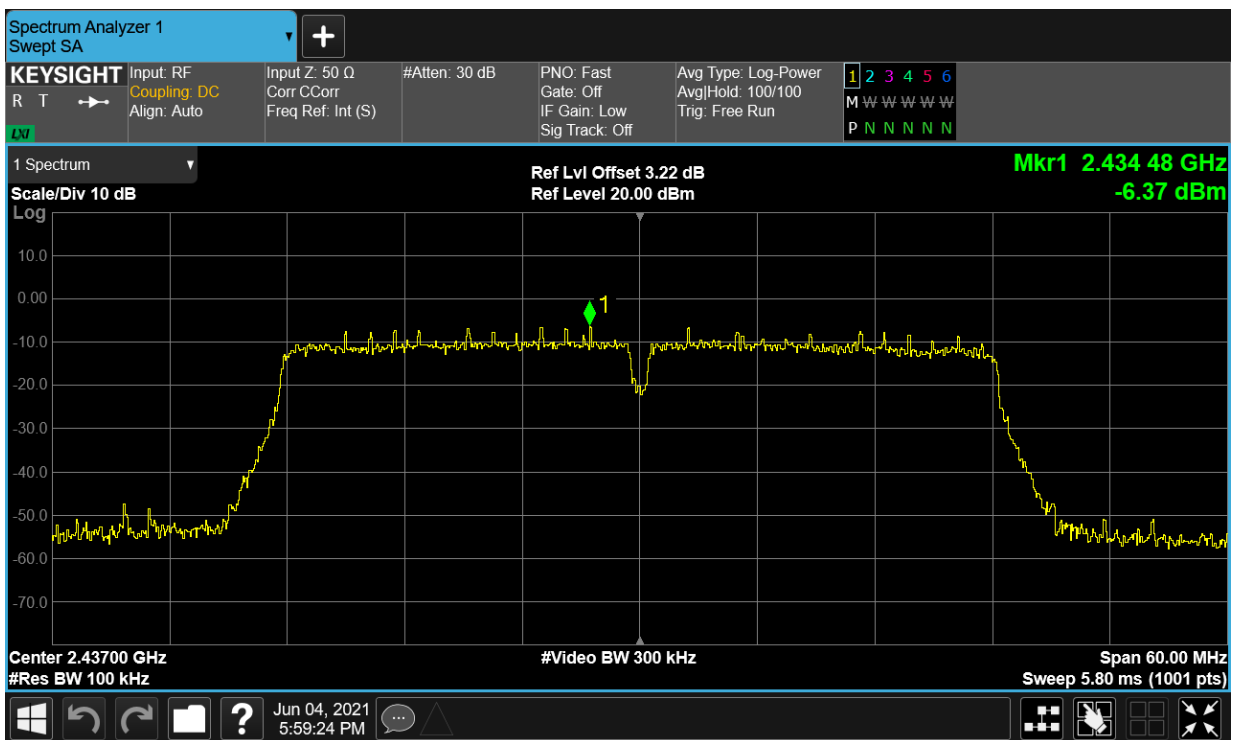 Spectrum Analyzer 1
Swept SA
KEYSIGHT
R T
LXI
Input: RF
Coupling: DC
Align: Auto
Input Z: 50 Ω
Corr CCorr
Freq Ref: Int (S)
#Atten: 30 dB
PNO: Fast
Gate: Off
IF Gain: Low
Sig Track: Off
Avg Type: Log-Power
Avg|Hold: 100/100
Trig: Free Run
1 2 3 4 5 6
M W W W W W
P N N N N N
1 Spectrum
Scale/Div 10 dB
Log
Ref Lvl Offset 3.22 dB
Ref Level 20.00 dBm
Mkr1 2.434 48 GHz
-6.37 dBm
10.0
0.00
-10.0
-20.0
-30.0
-40.0
-50.0
-60.0
-70.0
1
Center 2.43700 GHz
#Res BW 100 kHz
#Video BW 300 kHz
Span 60.00 MHz
Sweep 5.80 ms (1001 pts)
?
Jun 04, 2021
5:59:24 PM